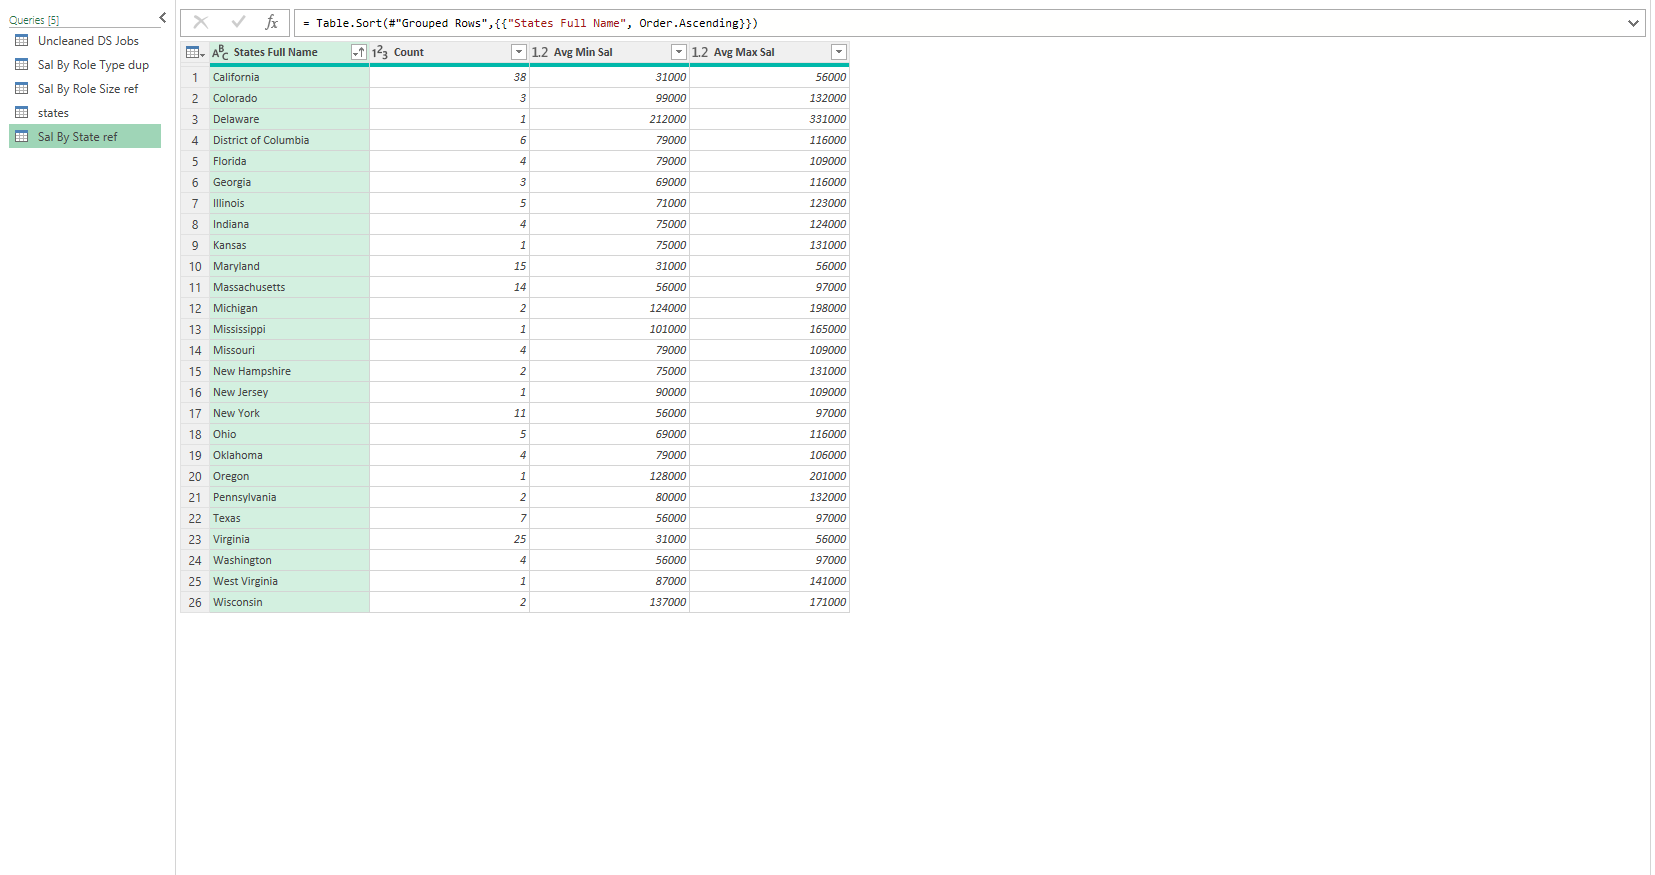 Queries [5]
Uncleaned DS Jobs
Sal By Role Type dup
Sal By Role Size ref
states
Sal By State ref
fx
= Table.Sort(#"Grouped Rows",{{"States Full Name", Order.Ascending}})
ABC States Full Name 123 Count 1.2 Avg Min Sal 1.2 Avg Max Sal
1 California 38 31000 56000
2 Colorado 3 99000 132000
3 Delaware 1 212000 331000
4 District of Columbia 6 79000 116000
5 Florida 4 79000 109000
6 Georgia 3 69000 116000
7 Illinois 5 71000 123000
8 Indiana 4 75000 124000
9 Kansas 1 75000 131000
10 Maryland 15 31000 56000
11 Massachusetts 14 56000 97000
12 Michigan 2 124000 198000
13 Mississippi 1 101000 165000
14 Missouri 4 79000 109000
15 New Hampshire 2 75000 131000
16 New Jersey 1 90000 109000
17 New York 11 56000 97000
18 Ohio 5 69000 116000
19 Oklahoma 4 79000 106000
20 Oregon 1 128000 201000
21 Pennsylvania 2 80000 132000
22 Texas 7 56000 97000
23 Virginia 25 31000 56000
24 Washington 4 56000 97000
25 West Virginia 1 87000 141000
26 Wisconsin 2 137000 171000